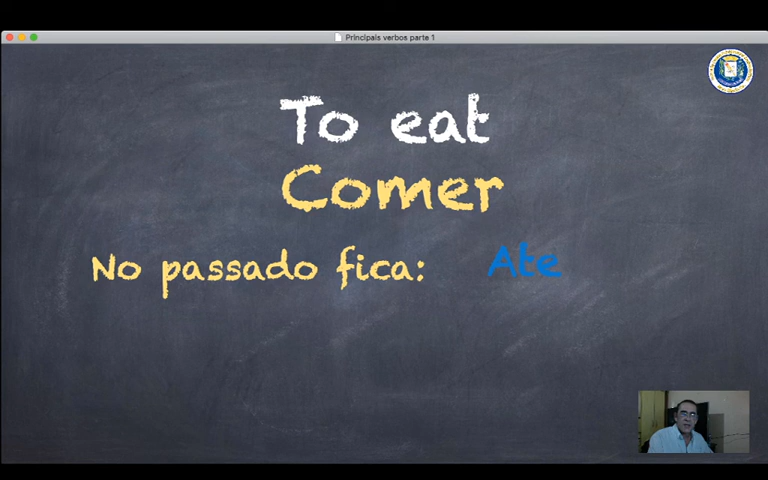 Principais verbos parte 1
To eat
Comer
No passado fica: Ate